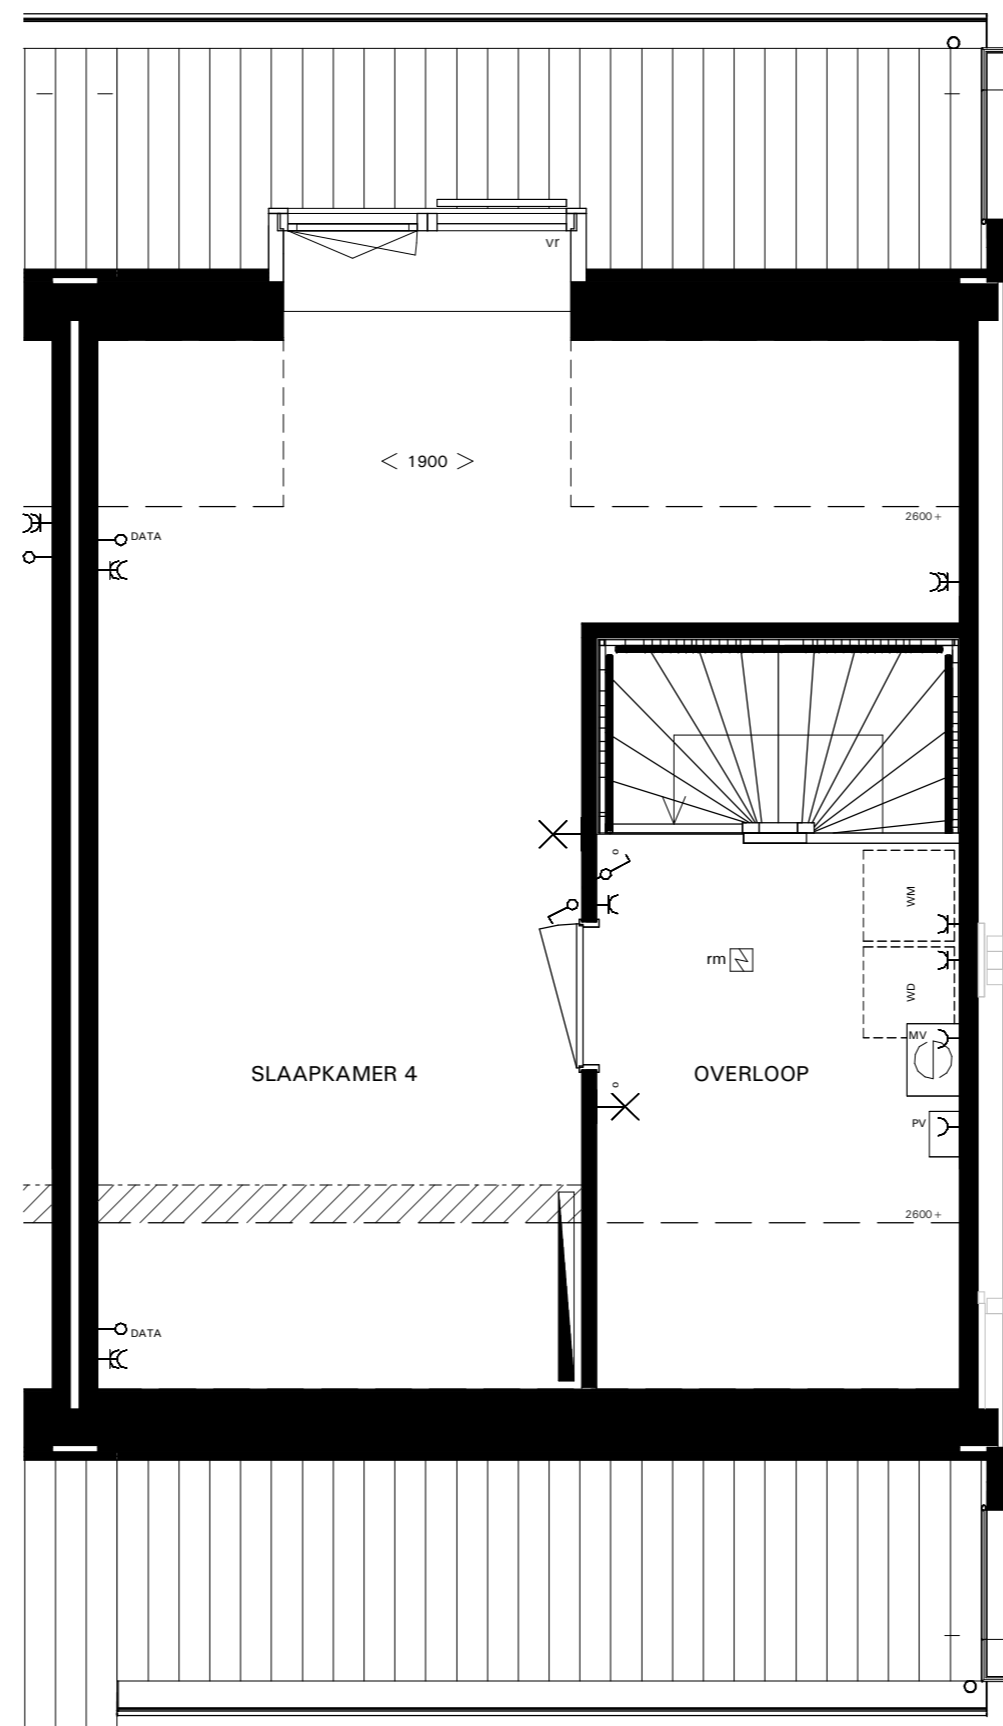 vr
< 1900 >
2600+
DATA
WM
rm
WD
MV
SLAAPKAMER 4
OVERLOOP
PV
2600+
DATA